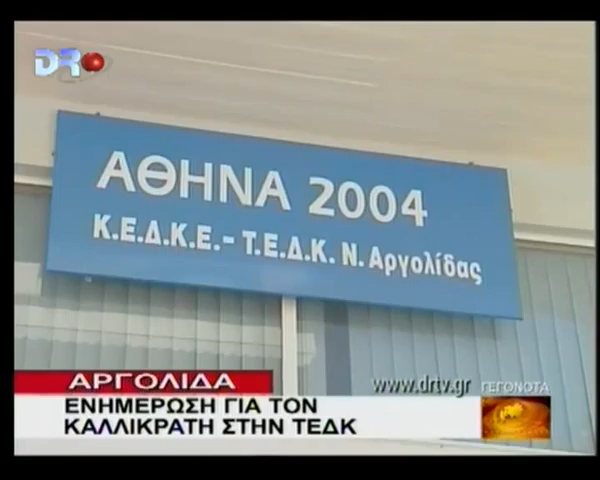 DR
ΑΘΗΝΑ 2004
Κ.Ε.Δ.Κ.Ε.- Τ.Ε.Δ.Κ. Ν. Αργολίδας
ΑΡΓΟΛΙΔΑ
www.drtv.gr
ΓΕΓΟΝΟΤΑ
ΕΝΗΜΕΡΩΣΗ ΓΙΑ ΤΟΝ
ΚΑΛΛΙΚΡΑΤΗ ΣΤΗΝ ΤΕΔΚ